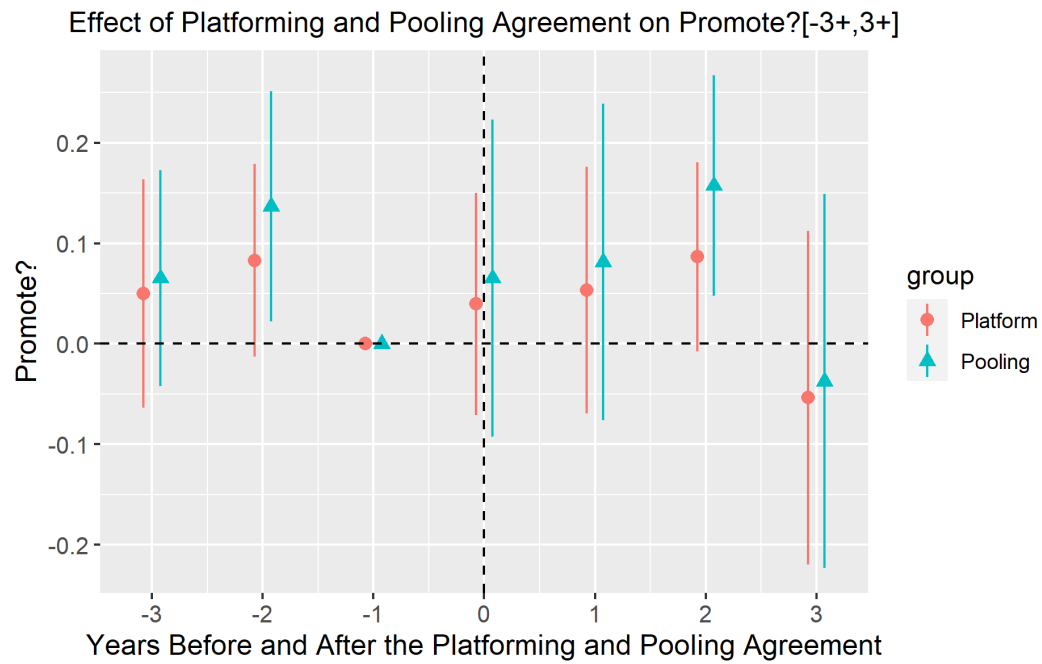 Effect of Platforming and Pooling Agreement on Promote?[-3+,3+]
Promote?
0.2
0.1
0.0
-0.1
-0.2
-3 -2 -1 0 1 2 3
Years Before and After the Platforming and Pooling Agreement
group
Platform
Pooling